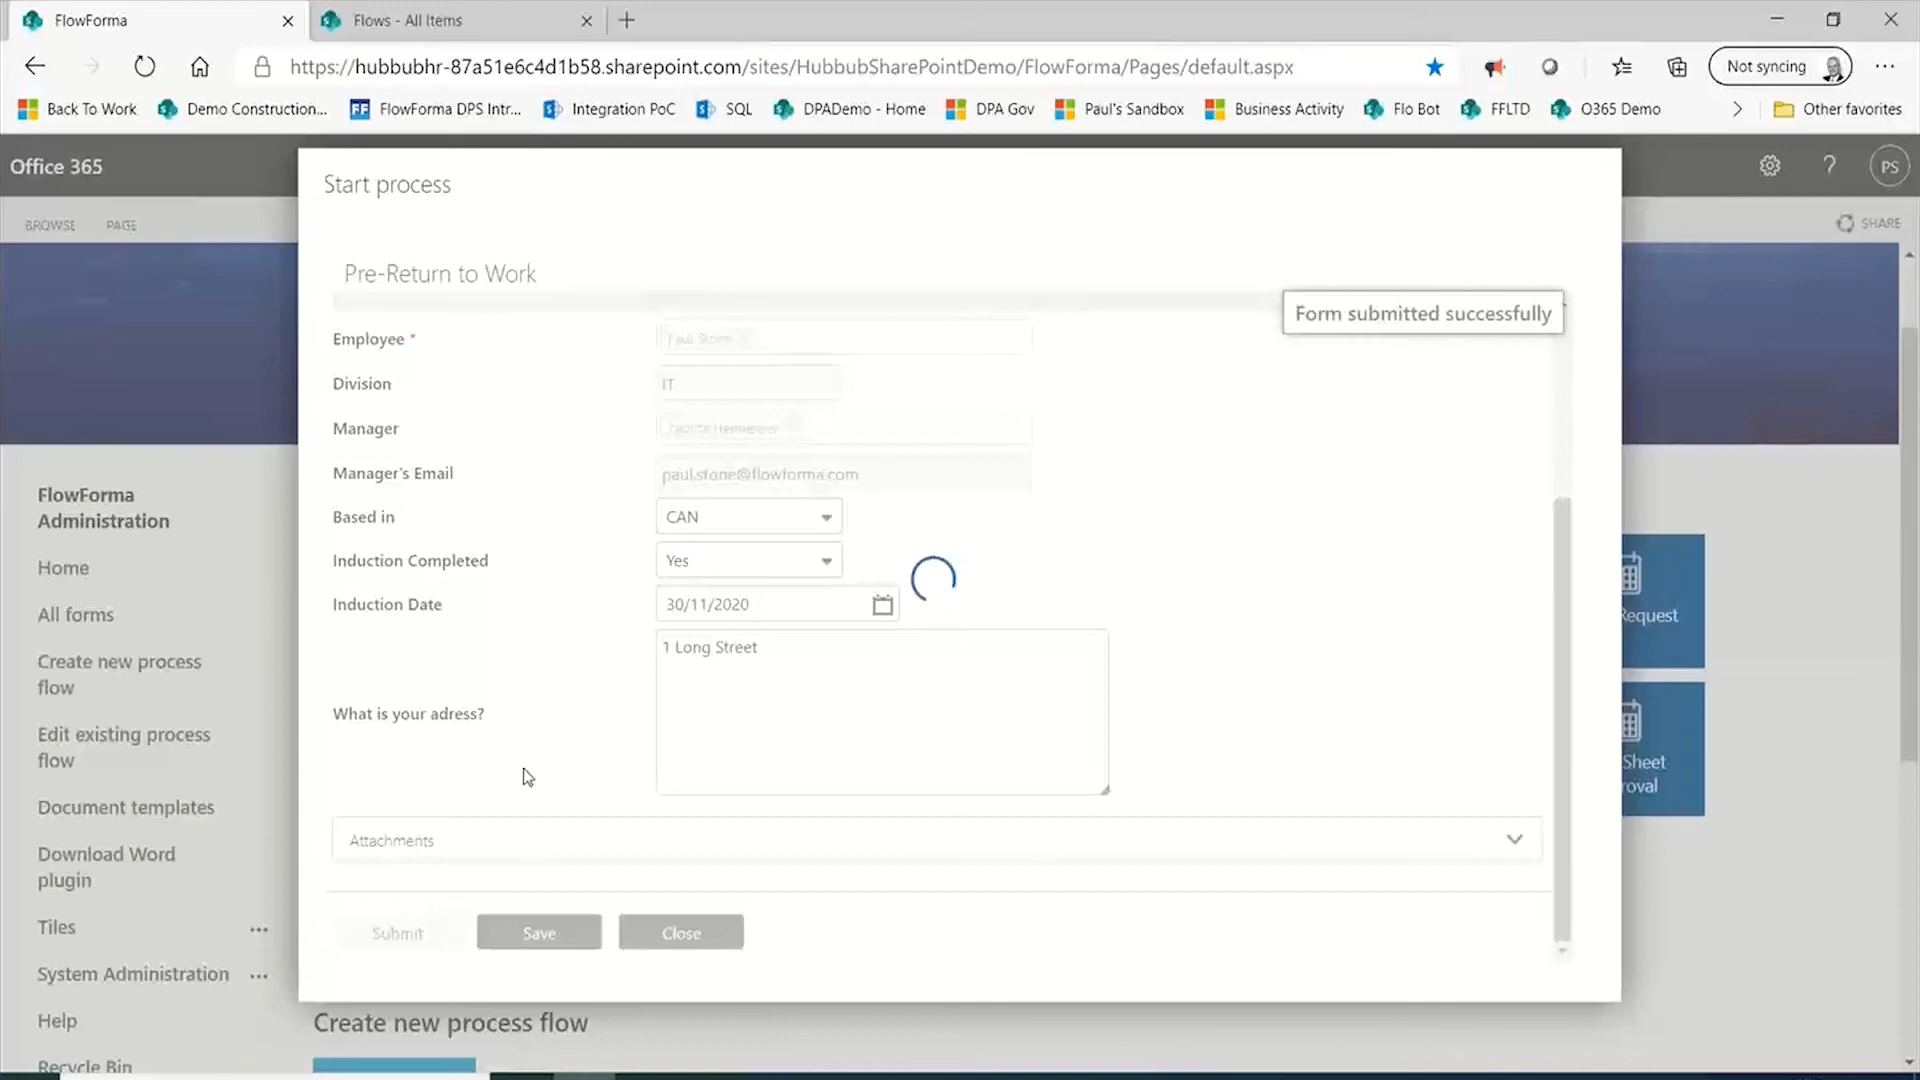 FlowForma
Flows - All Items
https://hubbubhr-87a51e6c4d1b58.sharepoint.com/sites/HubbubSharePointDemo/FlowForma/Pages/default.aspx
Not syncing
Back To Work
Demo Construction...
FlowForma DPS Intr...
Integration PoC
SQL
DPADemo - Home
DPA Gov
Paul's Sandbox
Business Activity
Flo Bot
FFLTD
O365 Demo
Other favorites
Office 365
?
PS
BROWSE
PAGE
SHARE
Start process
Pre-Return to Work
Form submitted successfully
Employee *
Paul Stone
Division
IT
Manager
Manager's Email
paul.stone@flowforma.com
Based in
CAN
Induction Completed
Yes
Induction Date
30/11/2020
What is your adress?
1 Long Street
Attachments
Submit
Save
Close
FlowForma
Administration
Home
All forms
Create new process
flow
Edit existing process
flow
Document templates
Download Word
plugin
Tiles
System Administration
Help
Recycle Bin
Request
Sheet
roval
Create new process flow